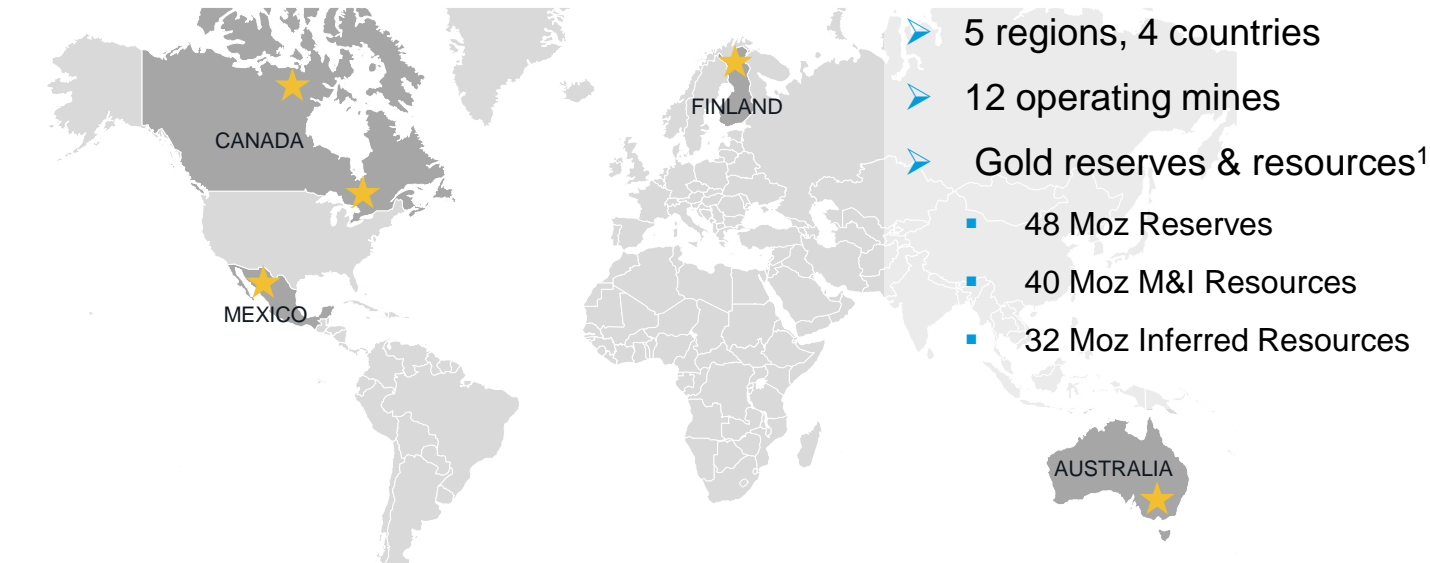 5 regions, 4 countries
12 operating mines
Gold reserves & resources¹
48 Moz Reserves
40 Moz M&I Resources
32 Moz Inferred Resources
FINLAND
CANADA
MEXICO
AUSTRALIA